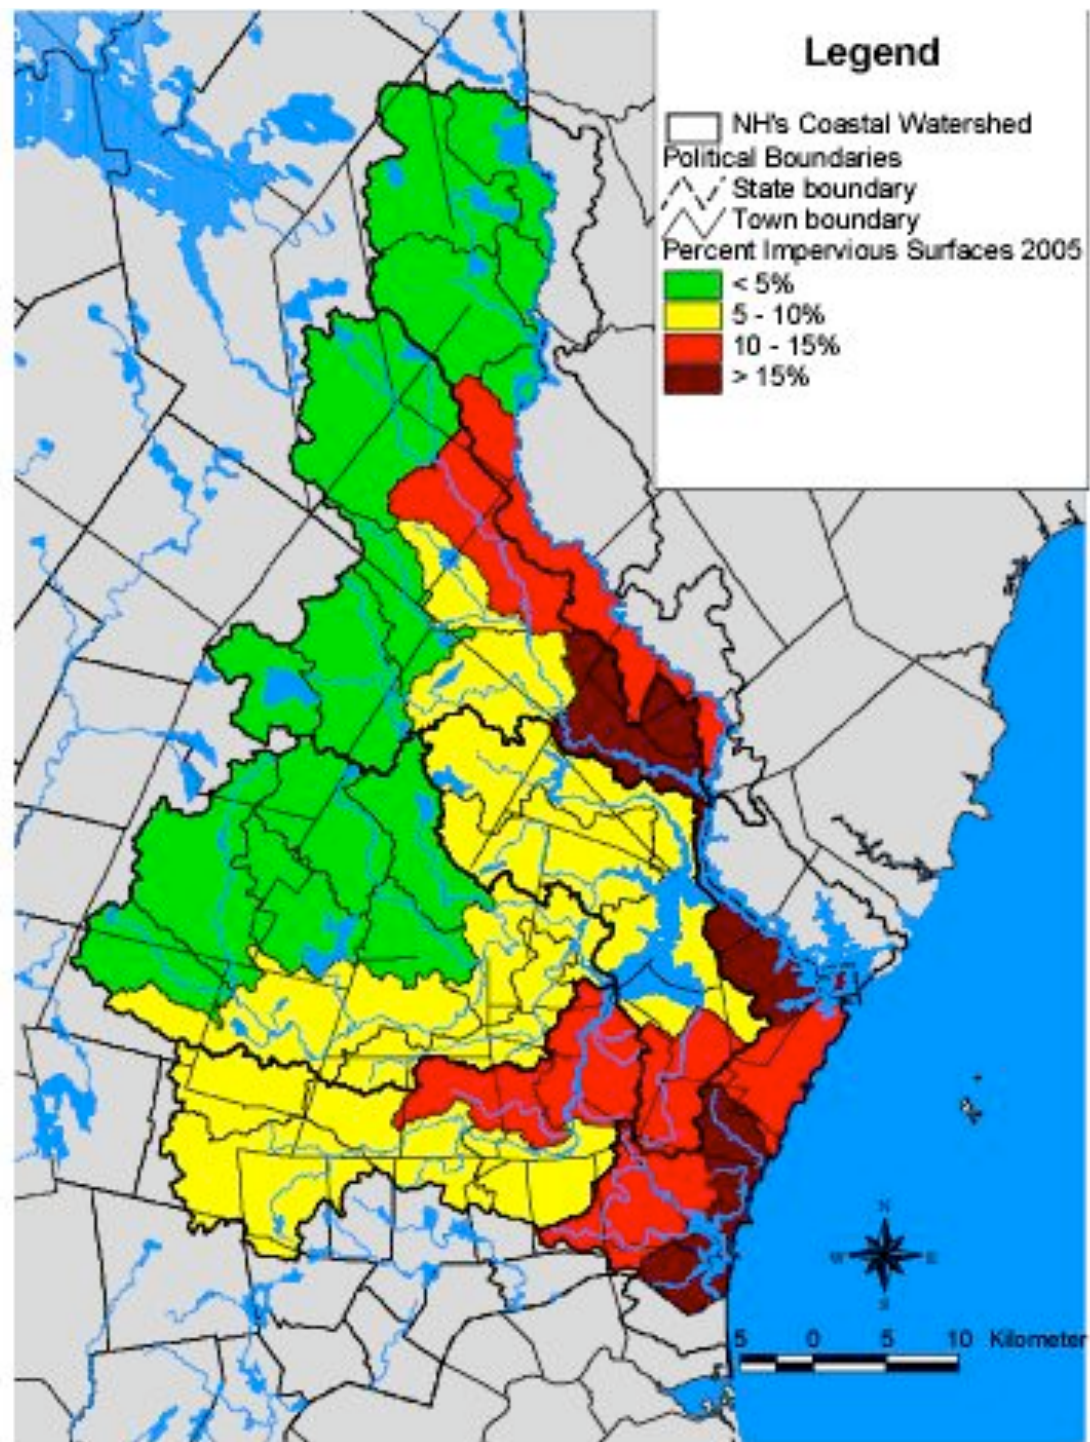 Legend
NH's Coastal Watershed
Political Boundaries
State boundary
Town boundary
Percent Impervious Surfaces 2005
< 5%
5 - 10%
10 - 15%
> 15%
N
W E
S
5 0 5 10 Kilometer